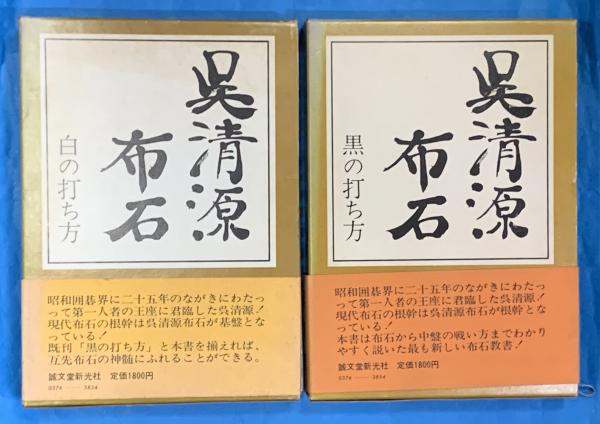 呉清源
布石
白の打ち方
昭和囲碁界に二十五年のながきにわたっ
って第一人者の王座に君臨した呉清源!
現代布石の根幹は呉清源布石が基盤とな
っている!
既刊「黒の打ち方」と本書を揃えれば、
互先布石の神髄にふれることができる。
誠文堂新光社 定価1800円
0376 —— 3854
呉清源
布石
黒の打ち方
昭和囲碁界に二十五年のながきにわたっ
って第一人者の王座に君臨した呉清源!
現代布石の根幹は呉清源布石が根幹とな
っている!
本書は布石から中盤の戦い方までわかり
やすく説いた最も新しい布石教書!
誠文堂新光社 定価1800円
0376 —— 3854